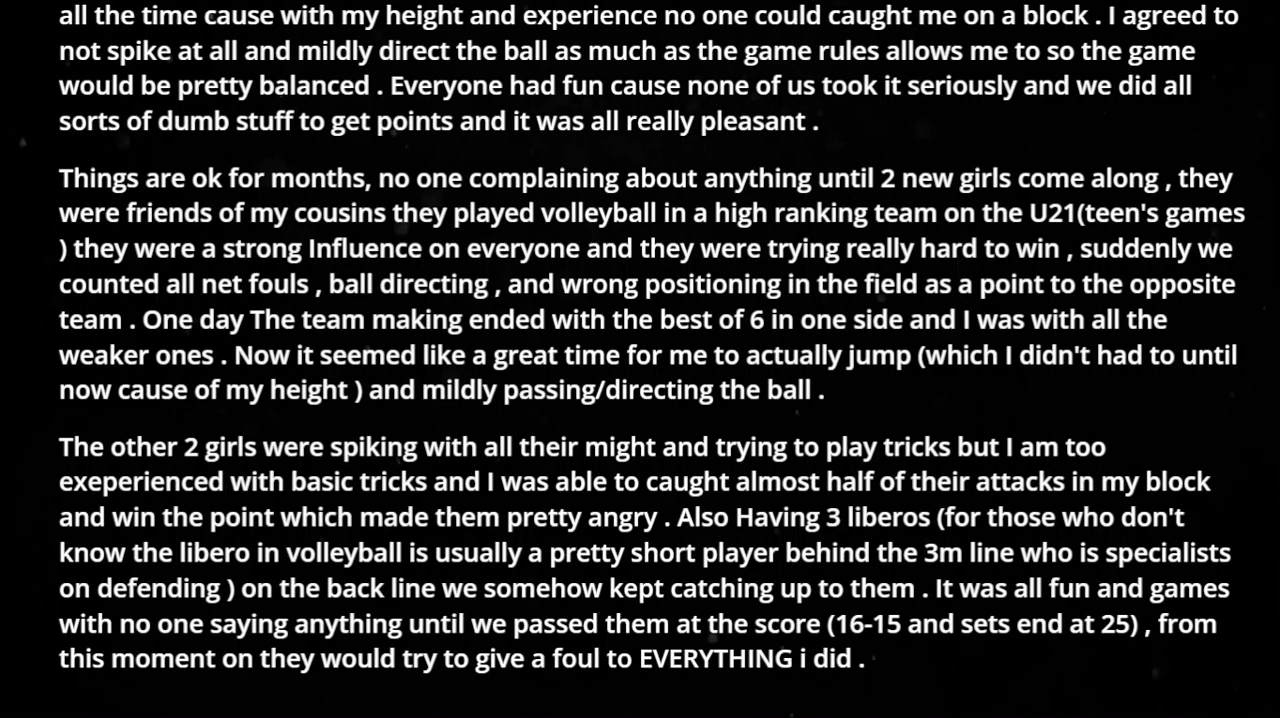 all the time cause with my height and experience no one could caught me on a block . I agreed to
not spike at all and mildly direct the ball as much as the game rules allows me to so the game
would be pretty balanced . Everyone had fun cause none of us took it seriously and we did all
sorts of dumb stuff to get points and it was all really pleasant .
Things are ok for months, no one complaining about anything until 2 new girls come along , they
were friends of my cousins they played volleyball in a high ranking team on the U21(teen's games
) they were a strong Influence on everyone and they were trying really hard to win , suddenly we
counted all net fouls , ball directing , and wrong positioning in the field as a point to the opposite
team . One day The team making ended with the best of 6 in one side and I was with all the
weaker ones . Now it seemed like a great time for me to actually jump (which I didn't had to until
now cause of my height ) and mildly passing/directing the ball .
The other 2 girls were spiking with all their might and trying to play tricks but I am too
exeperienced with basic tricks and I was able to caught almost half of their attacks in my block
and win the point which made them pretty angry . Also Having 3 liberos (for those who don't
know the libero in volleyball is usually a pretty short player behind the 3m line who is specialists
on defending ) on the back line we somehow kept catching up to them . It was all fun and games
with no one saying anything until we passed them at the score (16-15 and sets end at 25) , from
this moment on they would try to give a foul to EVERYTHING i did .